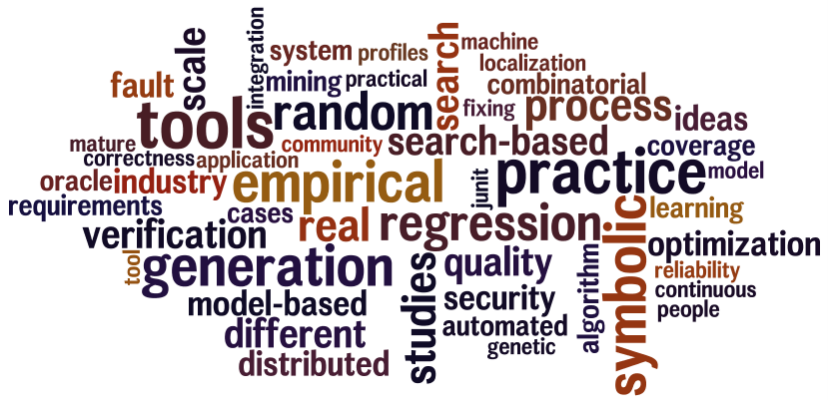 integration
scale
system
profiles
search
machine
localization
fault
mining
practical
combinatorial
tools
random
fixing
process
ideas
mature
community
search-based
coverage
correctness
application
practice
model
oracle
industry
empirical
junit
requirements
cases
real
regression
symbolic
learning
verification
optimization
tool
generation
studies
quality
algorithm
reliability
continuous
model-based
security
people
different
automated
genetic
distributed